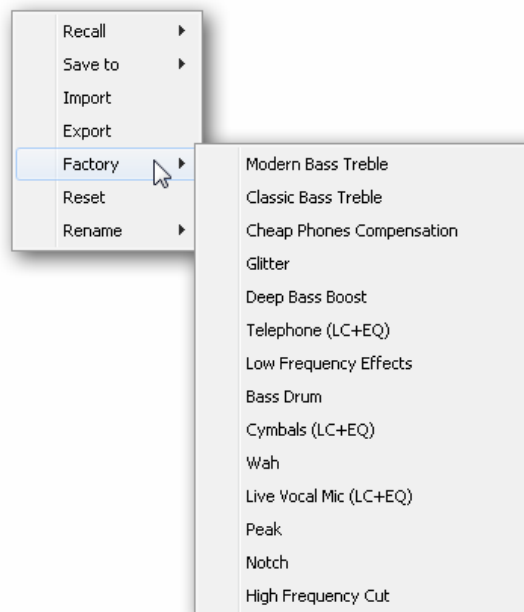 Recall
Save to
Import
Export
Factory
Reset
Rename
Modern Bass Treble
Classic Bass Treble
Cheap Phones Compensation
Glitter
Deep Bass Boost
Telephone (LC+EQ)
Low Frequency Effects
Bass Drum
Cymbals (LC+EQ)
Wah
Live Vocal Mic (LC+EQ)
Peak
Notch
High Frequency Cut